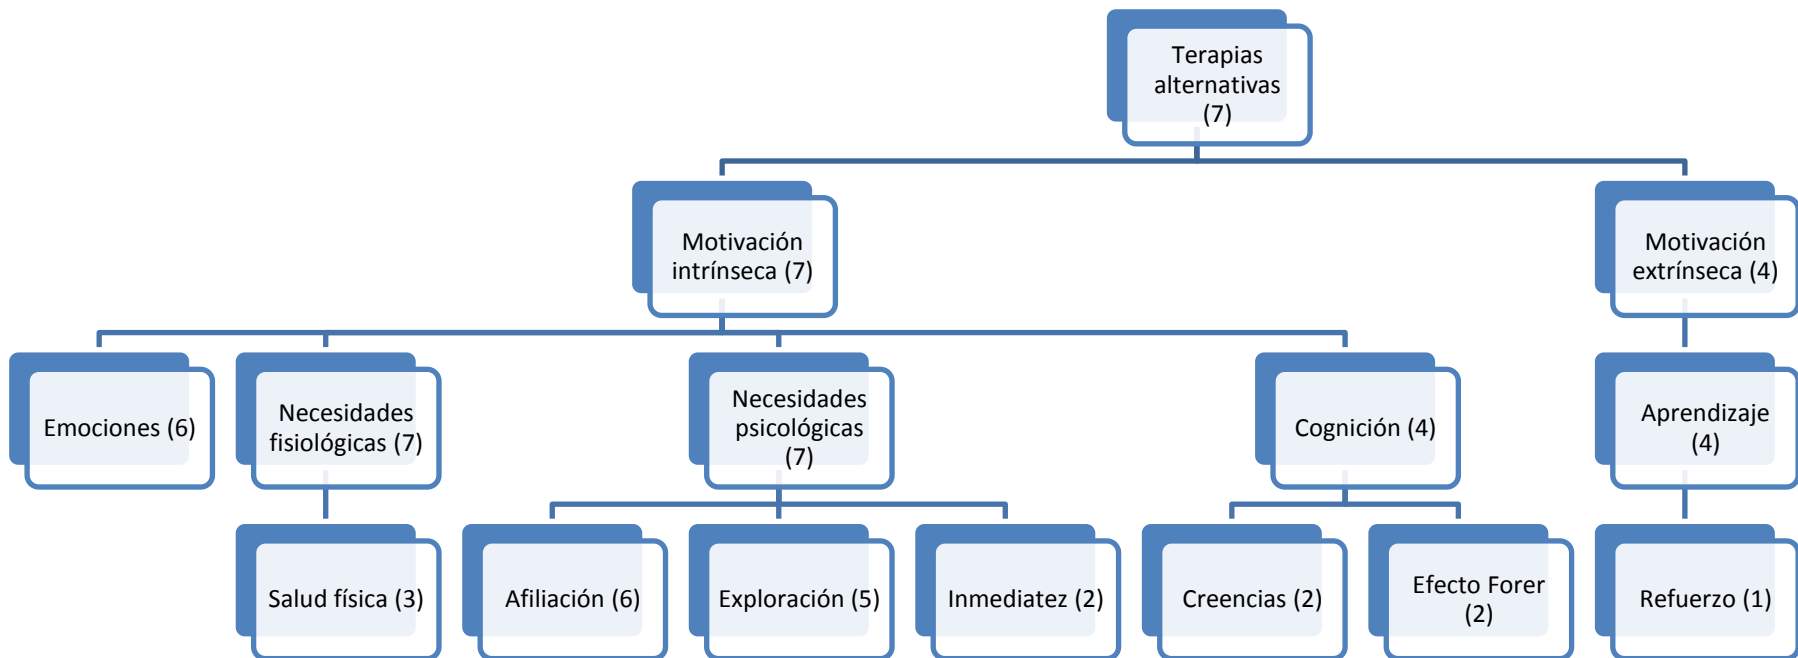 Terapias
alternativas
(7)
Motivación
intrínseca (7)
Motivación
extrínseca (4)
Emociones (6)
Necesidades
fisiológicas (7)
Necesidades
psicológicas
(7)
Cognición (4)
Aprendizaje
(4)
Salud física (3)
Afiliación (6)
Exploración (5)
Inmediatez (2)
Creencias (2)
Efecto Forer
(2)
Refuerzo (1)